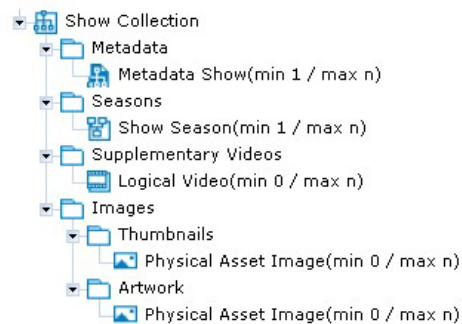 Show Collection
Metadata
Metadata Show(min 1 / max n)
Seasons
Show Season(min 1 / max n)
Supplementary Videos
Logical Video(min 0 / max n)
Images
Thumbnails
Physical Asset Image(min 0 / max n)
Artwork
Physical Asset Image(min 0 / max n)